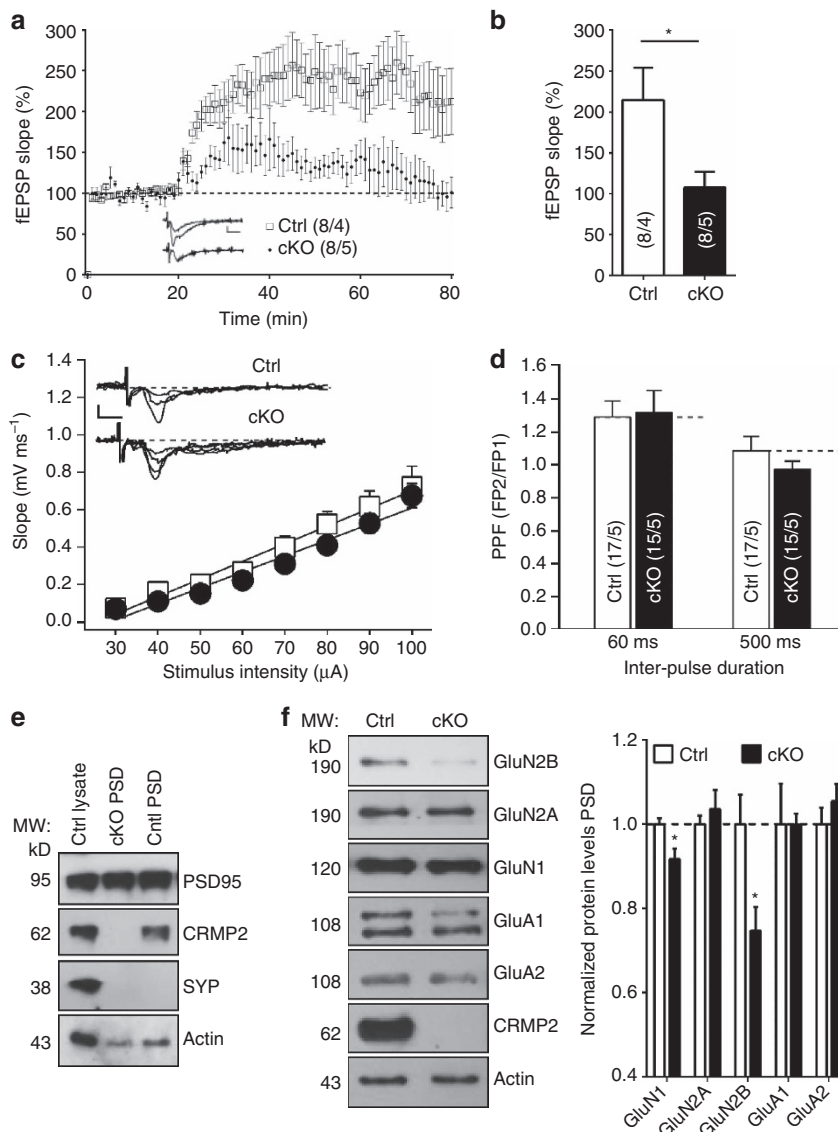 a
fEPSP slope (%)
300
250
200
150
100
50
0
Ctrl (8/4)
cKO (8/5)
0 20 40 60 80
Time (min)
b
fEPSP slope (%)
300
250
200
150
100
50
0
*
(8/4)
(8/5)
Ctrl cKO
c
Slope (mV ms⁻¹)
1.4
1.2
1.0
0.8
0.6
0.4
0.2
0.0
Ctrl
cKO
30 40 50 60 70 80 90 100
Stimulus intensity (μA)
d
PPF (FP2/FP1)
1.6
1.4
1.2
1.0
0.8
0.6
0.4
0.2
0.0
Ctrl (17/5)
cKO (15/5)
Ctrl (17/5)
cKO (15/5)
60 ms 500 ms
Inter-pulse duration
e
Ctrl lysate
cKO PSD
Cntl PSD
MW:
kD
95 PSD95
62 CRMP2
38 SYP
43 Actin
f
MW: Ctrl cKO
kD
190 GluN2B
190 GluN2A
120 GluN1
108 GluA1
108 GluA2
62 CRMP2
43 Actin
Normalized protein levels PSD
1.2
1.0
0.8
0.6
0.4
Ctrl cKO
*
*
GluN1
GluN2A
GluN2B
GluA1
GluA2